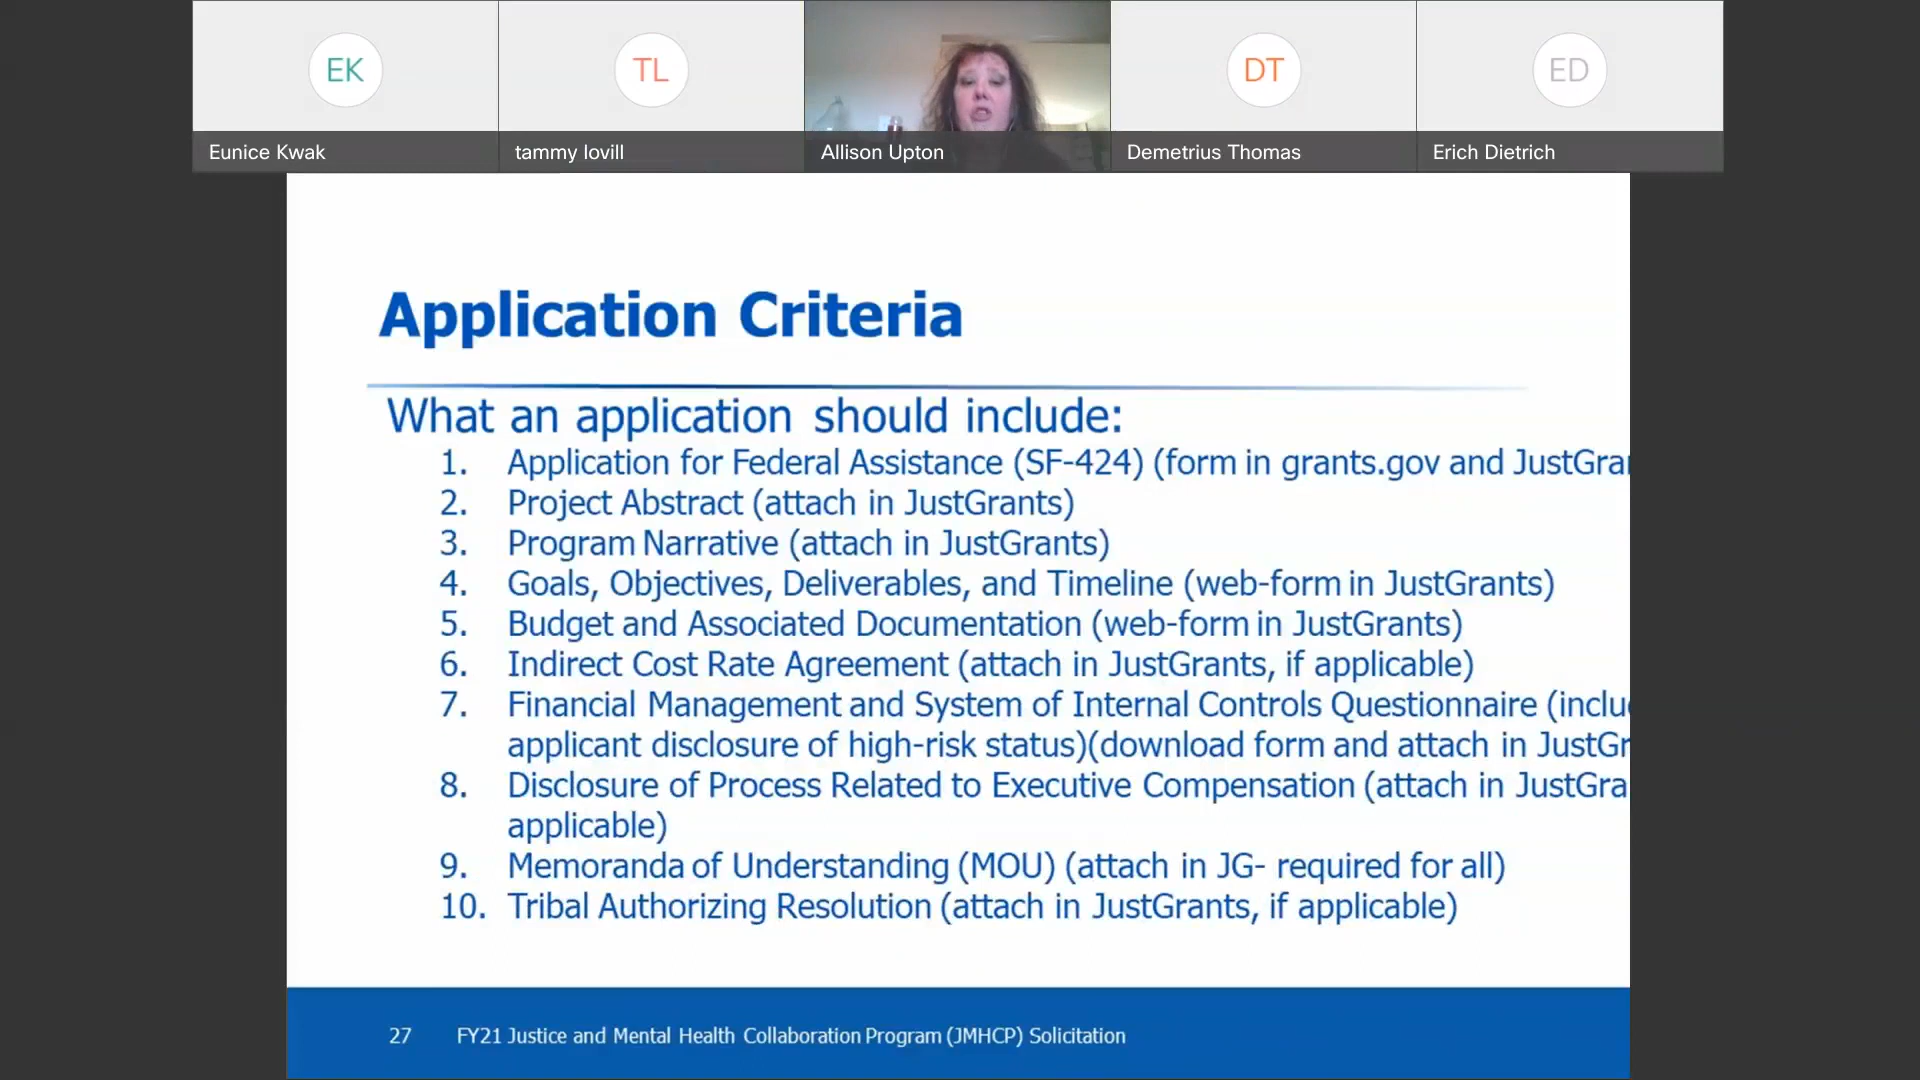 EK
TL
DT
ED
Eunice Kwak
tammy lovill
Allison Upton
Demetrius Thomas
Erich Dietrich
Application Criteria
What an application should include:
1. Application for Federal Assistance (SF-424) (form in grants.gov and
2. Project Abstract (attach in JustGrants)
3. Program Narrative (attach in JustGrants)
4. Goals, Objectives, Deliverables, and Timeline (web-form in JustGrants)
5. Budget and Associated Documentation (web-form in JustGrants)
6. Indirect Cost Rate Agreement (attach in JustGrants, if applicable)
7. Financial Management and System of Internal Controls Questionnaire
applicant disclosure of high-risk status)(download form and attach in
8. Disclosure of Process Related to Executive Compensation (attach in
applicable)
9. Memoranda of Understanding (MOU) (attach in JG- required for all)
10. Tribal Authorizing Resolution (attach in JustGrants, if applicable)
27 FY21 Justice and Mental Health Collaboration Program (JMHCP) Solicitation